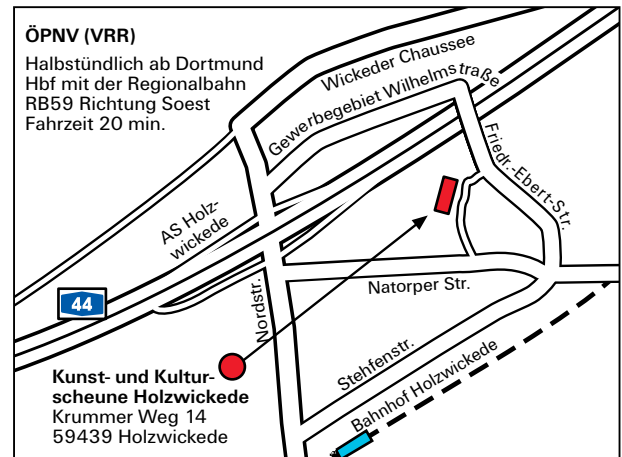 ÖPNV (VRR)
Halbstündlich ab Dortmund
Hbf mit der Regionalbahn
RB59 Richtung Soest
Fahrzeit 20 min.
Wickeder Chaussee
Gewerbegebiet Wilhelmstraße
Friedr.-Ebert-Str.
AS Holz-
wickede
44
Nordstr.
Natorper Str.
Stehfenstr.
Bahnhof Holzwickede
Kunst- und Kultur-
scheune Holzwickede
Krummer Weg 14
59439 Holzwickede